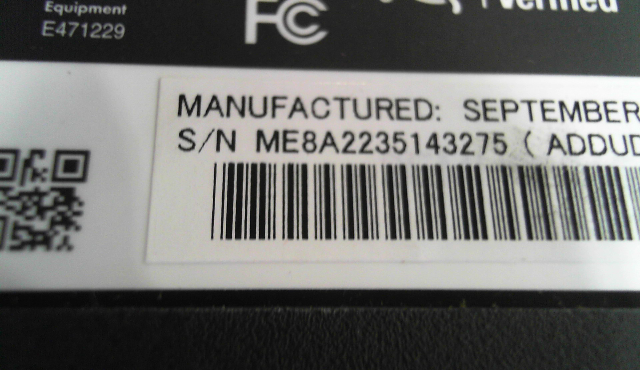 Equipment
E471229
FC
Verified
MANUFACTURED: SEPTEMBER
S/N ME8A2235143275 ( ADDUD